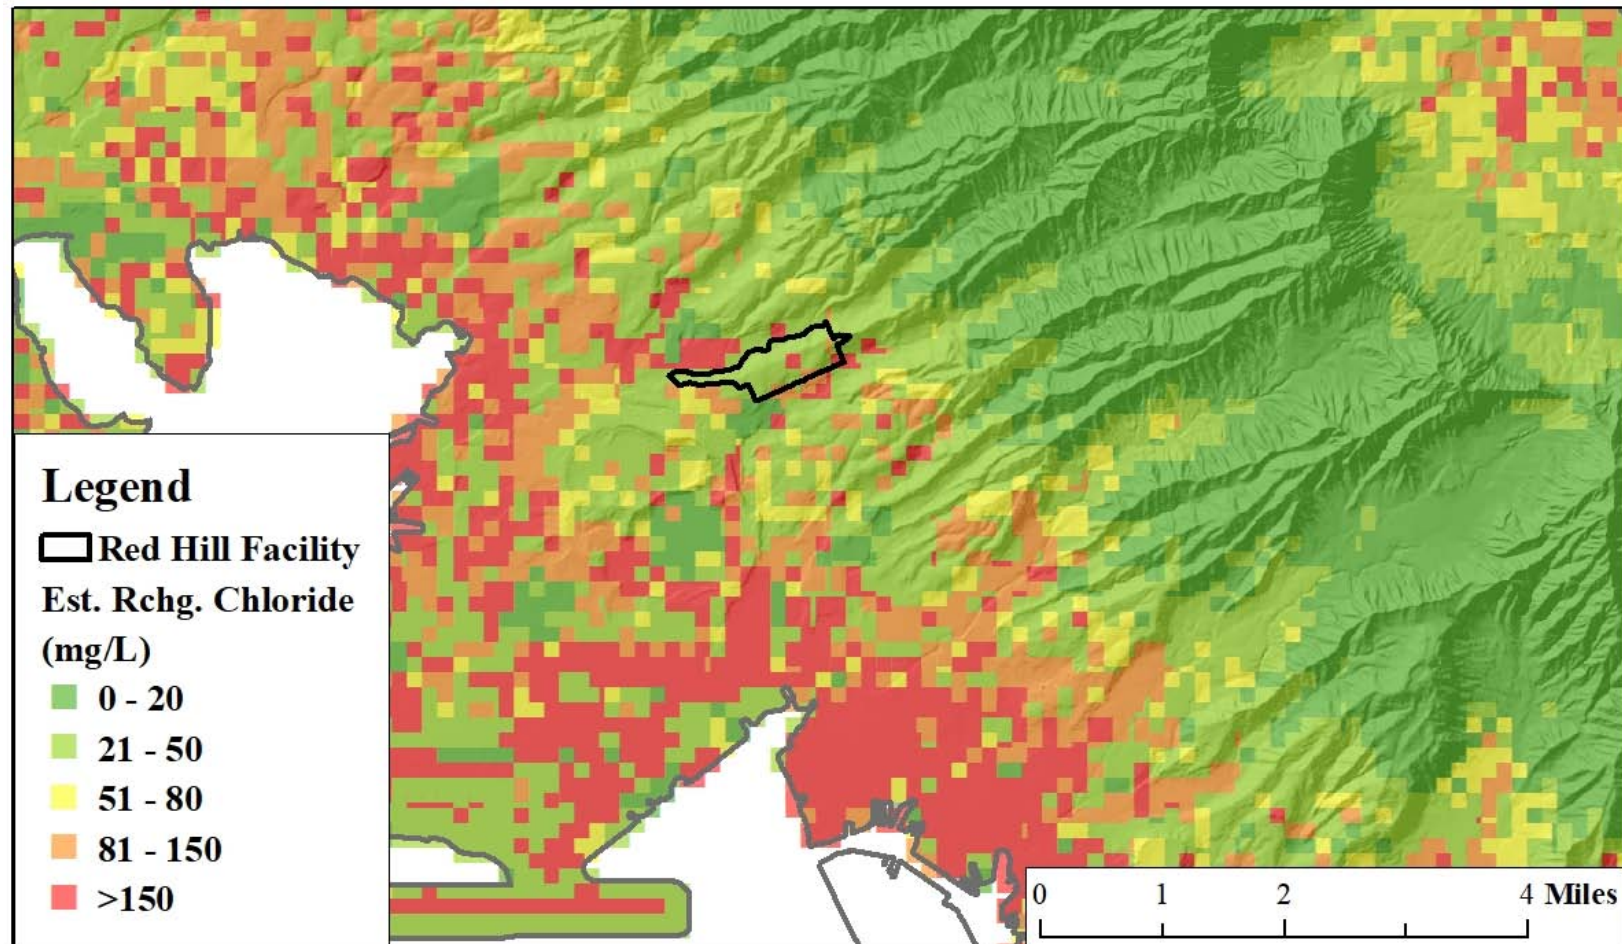 Legend
Red Hill Facility
Est. Rchg. Chloride
(mg/L)
0 - 20
21 - 50
51 - 80
81 - 150
>150
0 1 2 4 Miles